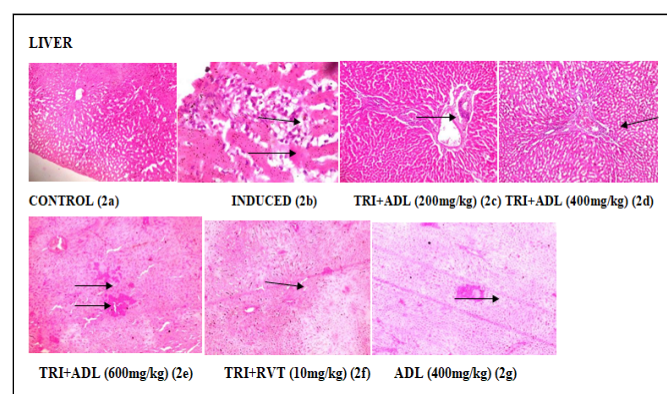 LIVER
CONTROL (2a) INDUCED (2b) TRI+ADL (200mg/kg) (2c) TRI+ADL (400mg/kg) (2d)
TRI+ADL (600mg/kg) (2e) TRI+RVT (10mg/kg) (2f) ADL (400mg/kg) (2g)